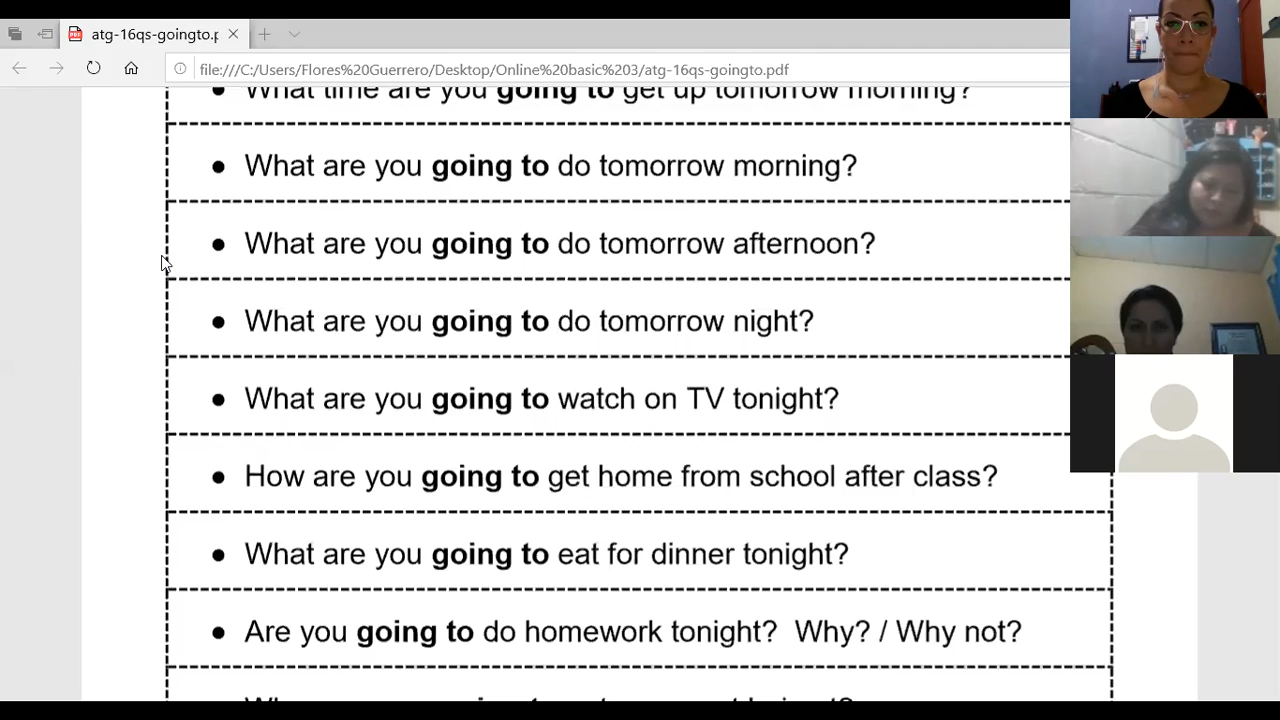 atg-16qs-goingto.p
file:///C:/Users/Flores%20Guerrero/Desktop/Online%20basic%203/atg-16qs-goingto.pdf
• What time are you going to get up tomorrow morning?
• What are you going to do tomorrow morning?
• What are you going to do tomorrow afternoon?
• What are you going to do tomorrow night?
• What are you going to watch on TV tonight?
• How are you going to get home from school after class?
• What are you going to eat for dinner tonight?
• Are you going to do homework tonight? Why? / Why not?